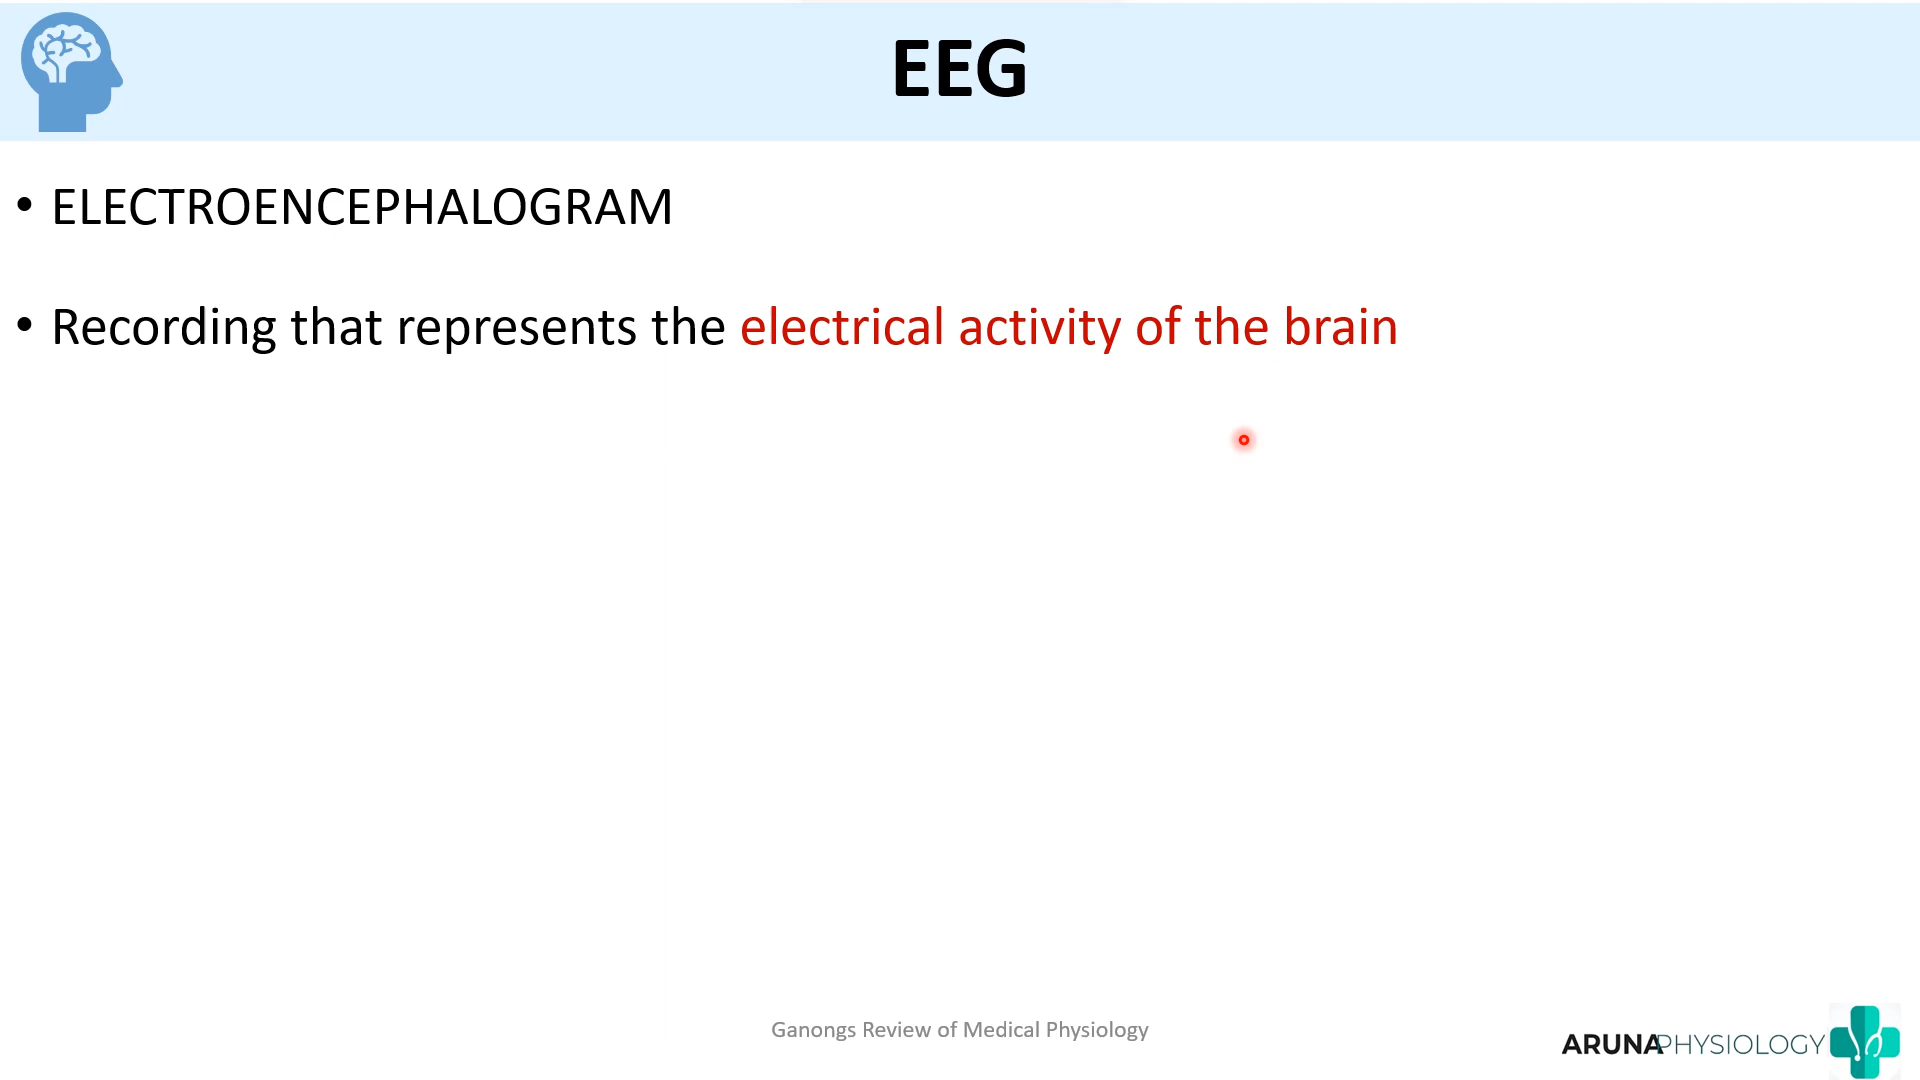 EEG
• ELECTROENCEPHALOGRAM
• Recording that represents the electrical activity of the brain
Ganongs Review of Medical Physiology
ARUNAPHYSIOLOGY